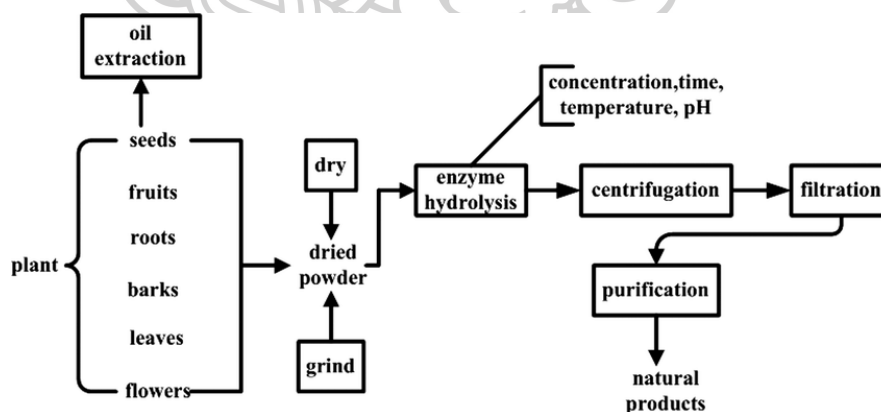 oil
extraction
seeds
fruits
roots
barks
leaves
flowers
plant
dry
dried
powder
grind
enzyme
hydrolysis
concentration,time,
temperature, pH
centrifugation
filtration
purification
natural
products